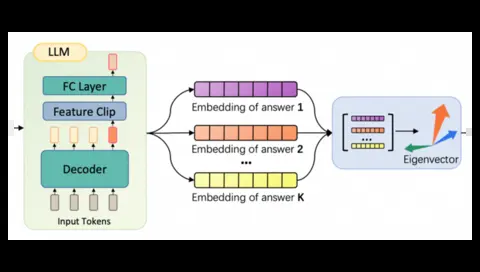 LLM
FC Layer
Feature Clip
Decoder
Input Tokens
Embedding of answer 1
Embedding of answer 2
...
Embedding of answer K
...
Eigenvector